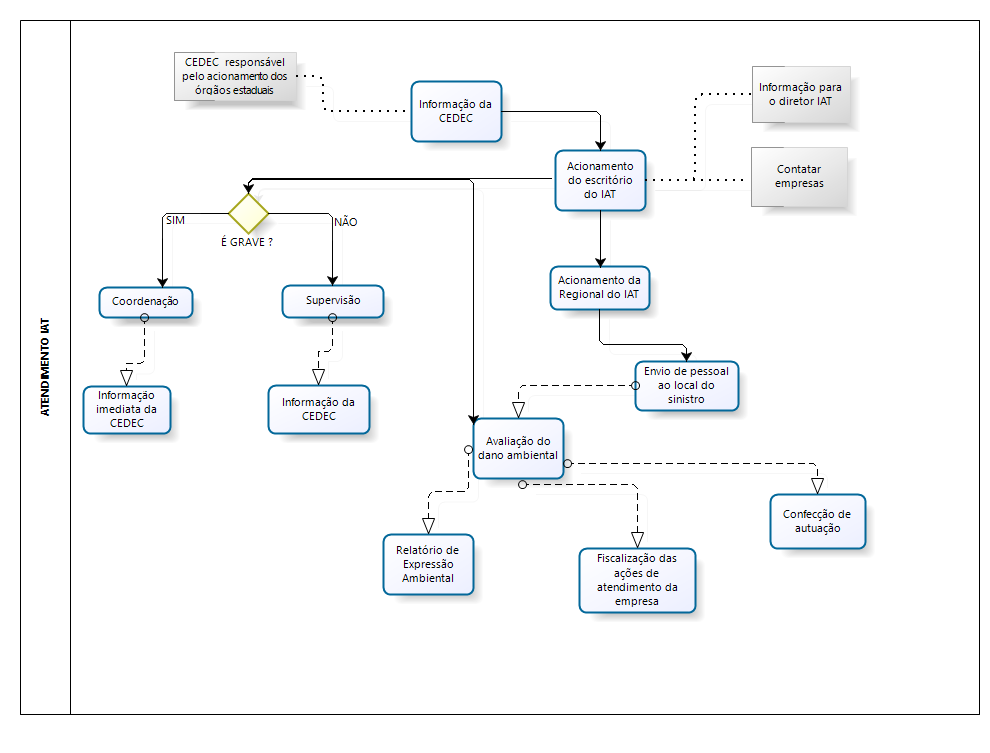 ATENDIMENTO IAT
CEDEC responsável
pelo acionamento dos
órgãos estaduais
Informação da
CEDEC
Informação para
o diretor IAT
Acionamento
do escritório
do IAT
Contatar
empresas
SIM
NÃO
É GRAVE ?
Coordenação
Supervisão
Acionamento da
Regional do IAT
Informação
imediata da
CEDEC
Informação da
CEDEC
Envio de pessoal
ao local do
sinistro
Avaliação do
dano ambiental
Confecção de
autuação
Relatório de
Expressão
Ambiental
Fiscalização das
ações de
atendimento da
empresa